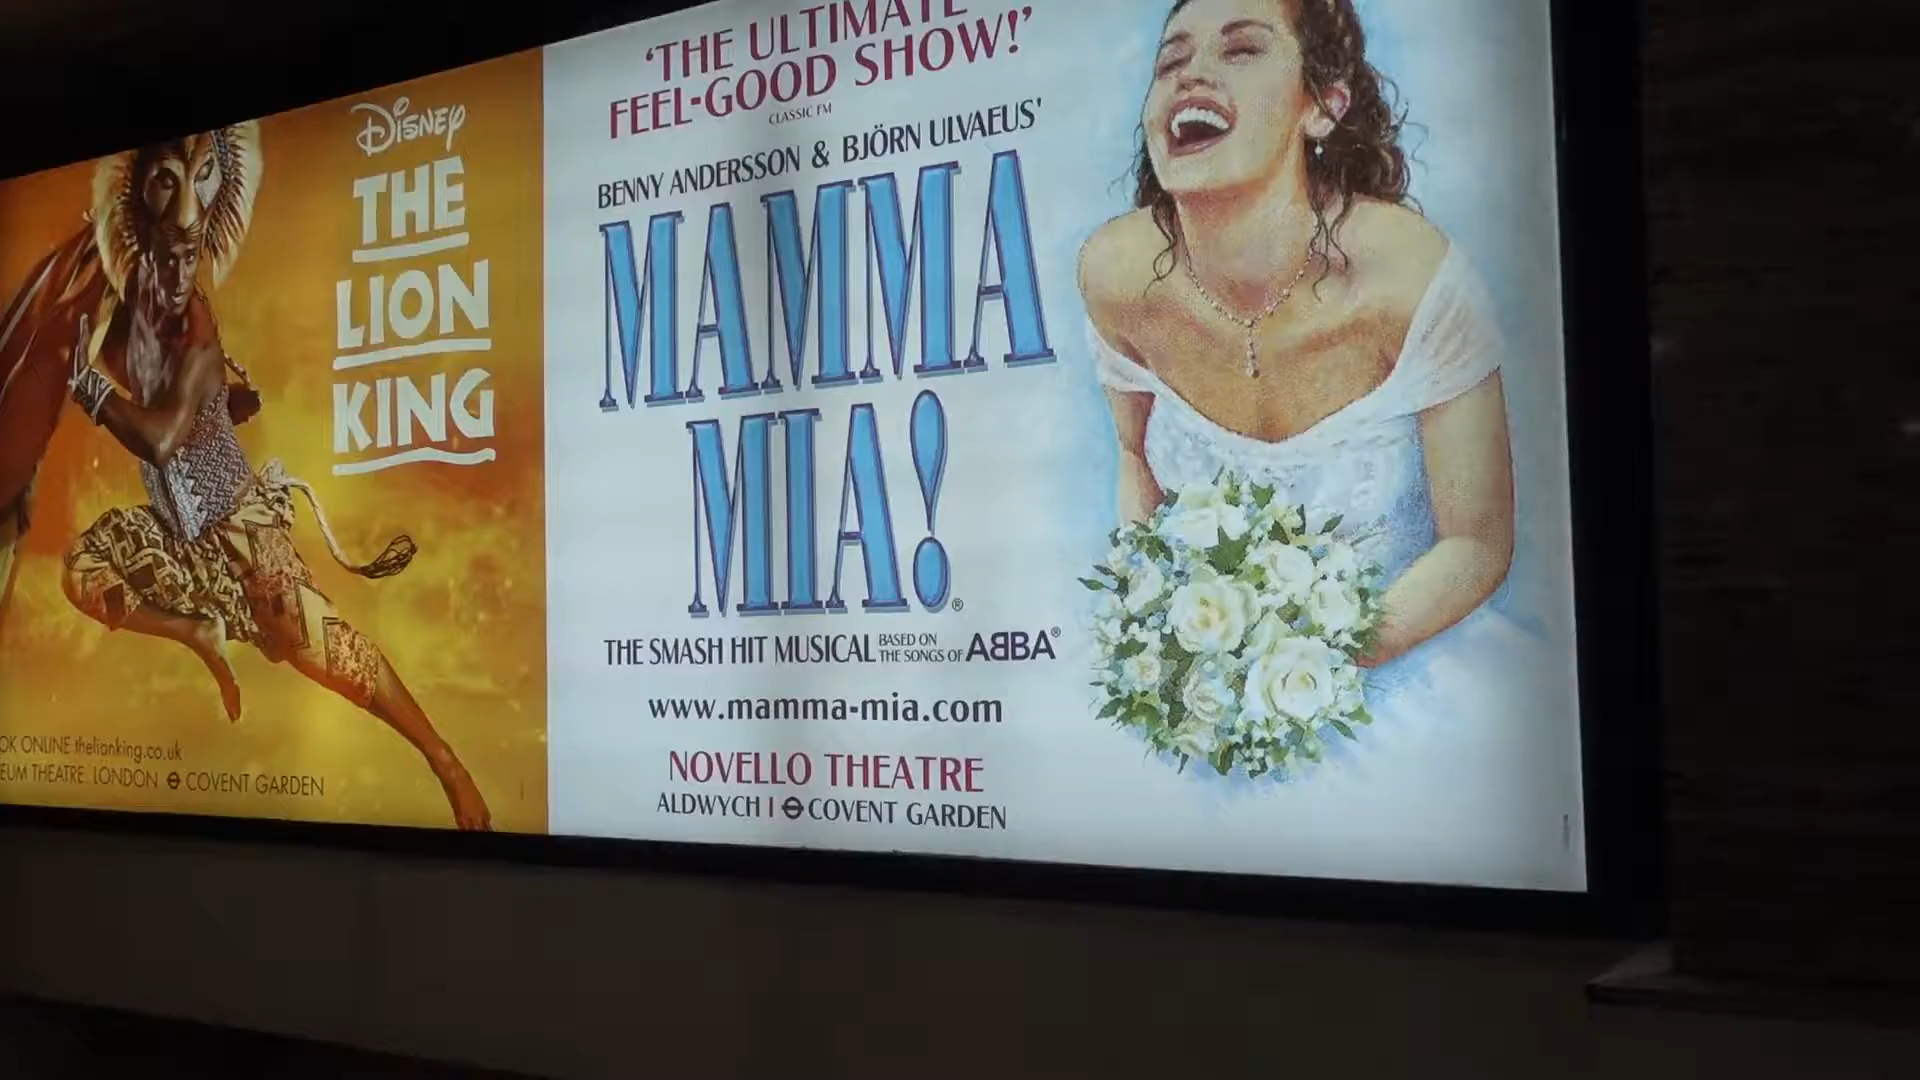 DISNEY
THE
LION
KING
OK ONLINE thelionking.co.uk
EUM THEATRE, LONDON COVENT GARDEN
'THE ULTIMATE
FEEL-GOOD SHOW!'
CLASSIC FM
BENNY ANDERSSON & BJÖRN ULVAEUS'
MAMMA
MIA!®
THE SMASH HIT MUSICAL BASED ON THE SONGS OF ABBA®
www.mamma-mia.com
NOVELLO THEATRE
ALDWYCH | COVENT GARDEN